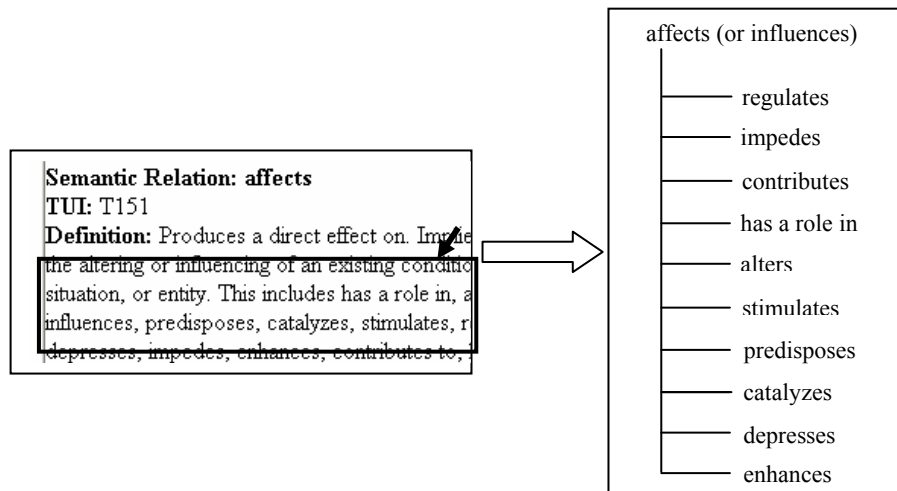 Semantic Relation: affects
TUI: T151
Definition: Produces a direct effect on. Implie
the altering or influencing of an existing conditio
situation, or entity. This includes has a role in, a
influences, predisposes, catalyzes, stimulates, r
depresses, impedes, enhances, contributes to,
affects (or influences)
regulates
impedes
contributes
has a role in
alters
stimulates
predisposes
catalyzes
depresses
enhances